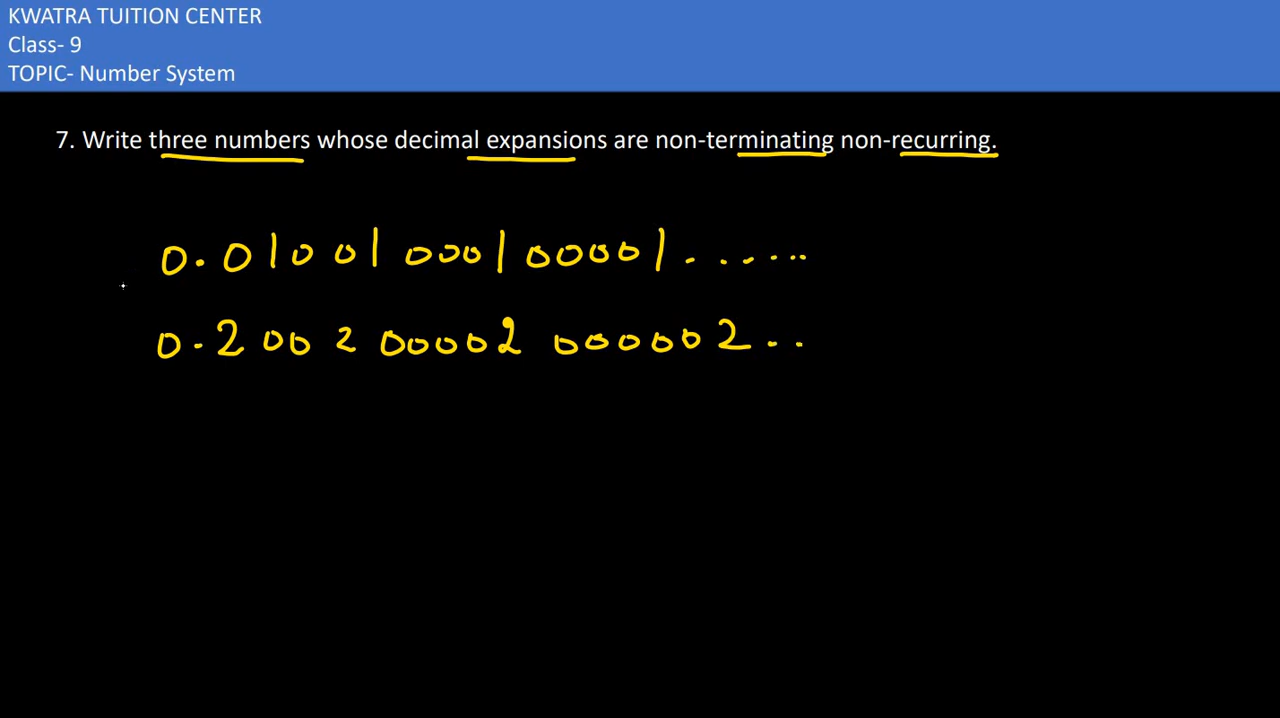 KWATRA TUITION CENTER
Class- 9
TOPIC- Number System
7. Write three numbers whose decimal expansions are non-terminating non-recurring.
0.01001000100001......
0.200200002000002..